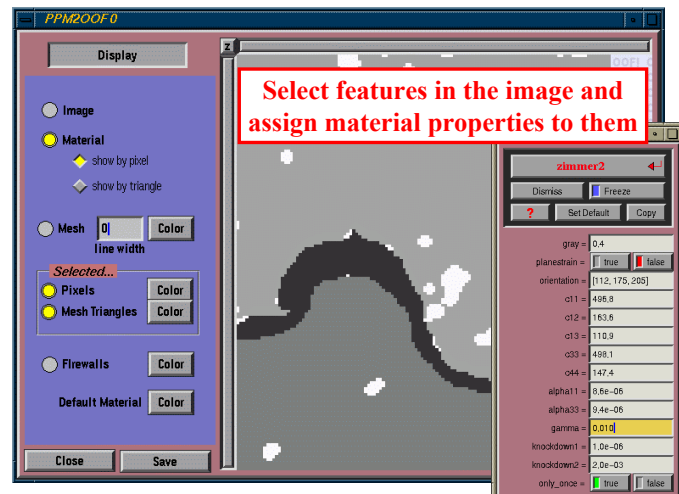 PPM2OOF0
Display
z
Select features in the image and
assign material properties to them
Image
Material
show by pixel
show by triangle
Mesh 0 Color
line width
Selected...
Pixels Color
Mesh Triangles Color
Firewalls Color
Default Material Color
Close Save
zimmer2
Dismiss Freeze
? Set Default Copy
gray = 0.4
planestrain = true false
orientation = [112, 175, 205]
c11 = 496.8
c12 = 163.6
c13 = 110.9
c33 = 498.1
c44 = 147.4
alpha11 = 8.6e-06
alpha33 = 9.4e-06
gamma = 0.010
knockdown1 = 1.0e-06
knockdown2 = 2.0e-03
only_once = true false